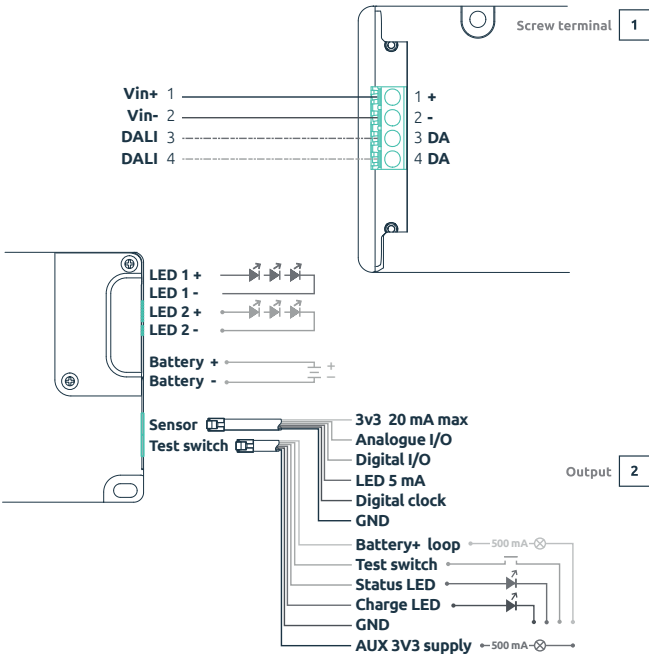 Screw terminal 1
Vin+ 1
Vin- 2
DALI 3
DALI 4
1 +
2 -
3 DA
4 DA
LED 1 +
LED 1 -
LED 2 +
LED 2 -
Battery +
Battery -
+
-
Sensor
Test switch
3v3 20 mA max
Analogue I/O
Digital I/O
LED 5 mA
Digital clock
GND
Output 2
Battery+ loop 500 mA
Test switch
Status LED
Charge LED
GND
AUX 3V3 supply 500 mA